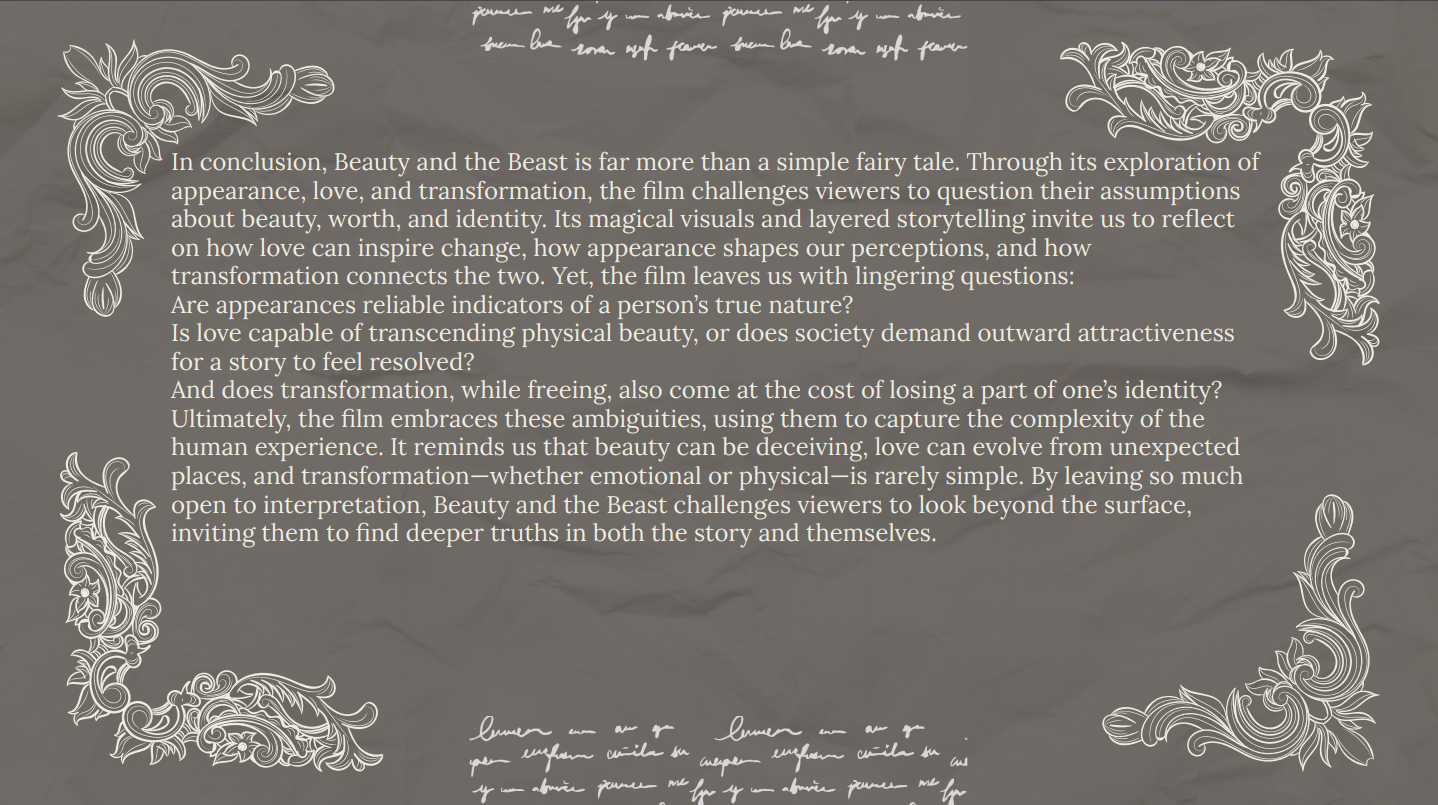 In conclusion, Beauty and the Beast is far more than a simple fairy tale. Through its exploration of
appearance, love, and transformation, the film challenges viewers to question their assumptions
about beauty, worth, and identity. Its magical visuals and layered storytelling invite us to reflect
on how love can inspire change, how appearance shapes our perceptions, and how
transformation connects the two. Yet, the film leaves us with lingering questions:
Are appearances reliable indicators of a person’s true nature?
Is love capable of transcending physical beauty, or does society demand outward attractiveness
for a story to feel resolved?
And does transformation, while freeing, also come at the cost of losing a part of one’s identity?
Ultimately, the film embraces these ambiguities, using them to capture the complexity of the
human experience. It reminds us that beauty can be deceiving, love can evolve from unexpected
places, and transformation—whether emotional or physical—is rarely simple. By leaving so much
open to interpretation, Beauty and the Beast challenges viewers to look beyond the surface,
inviting them to find deeper truths in both the story and themselves.